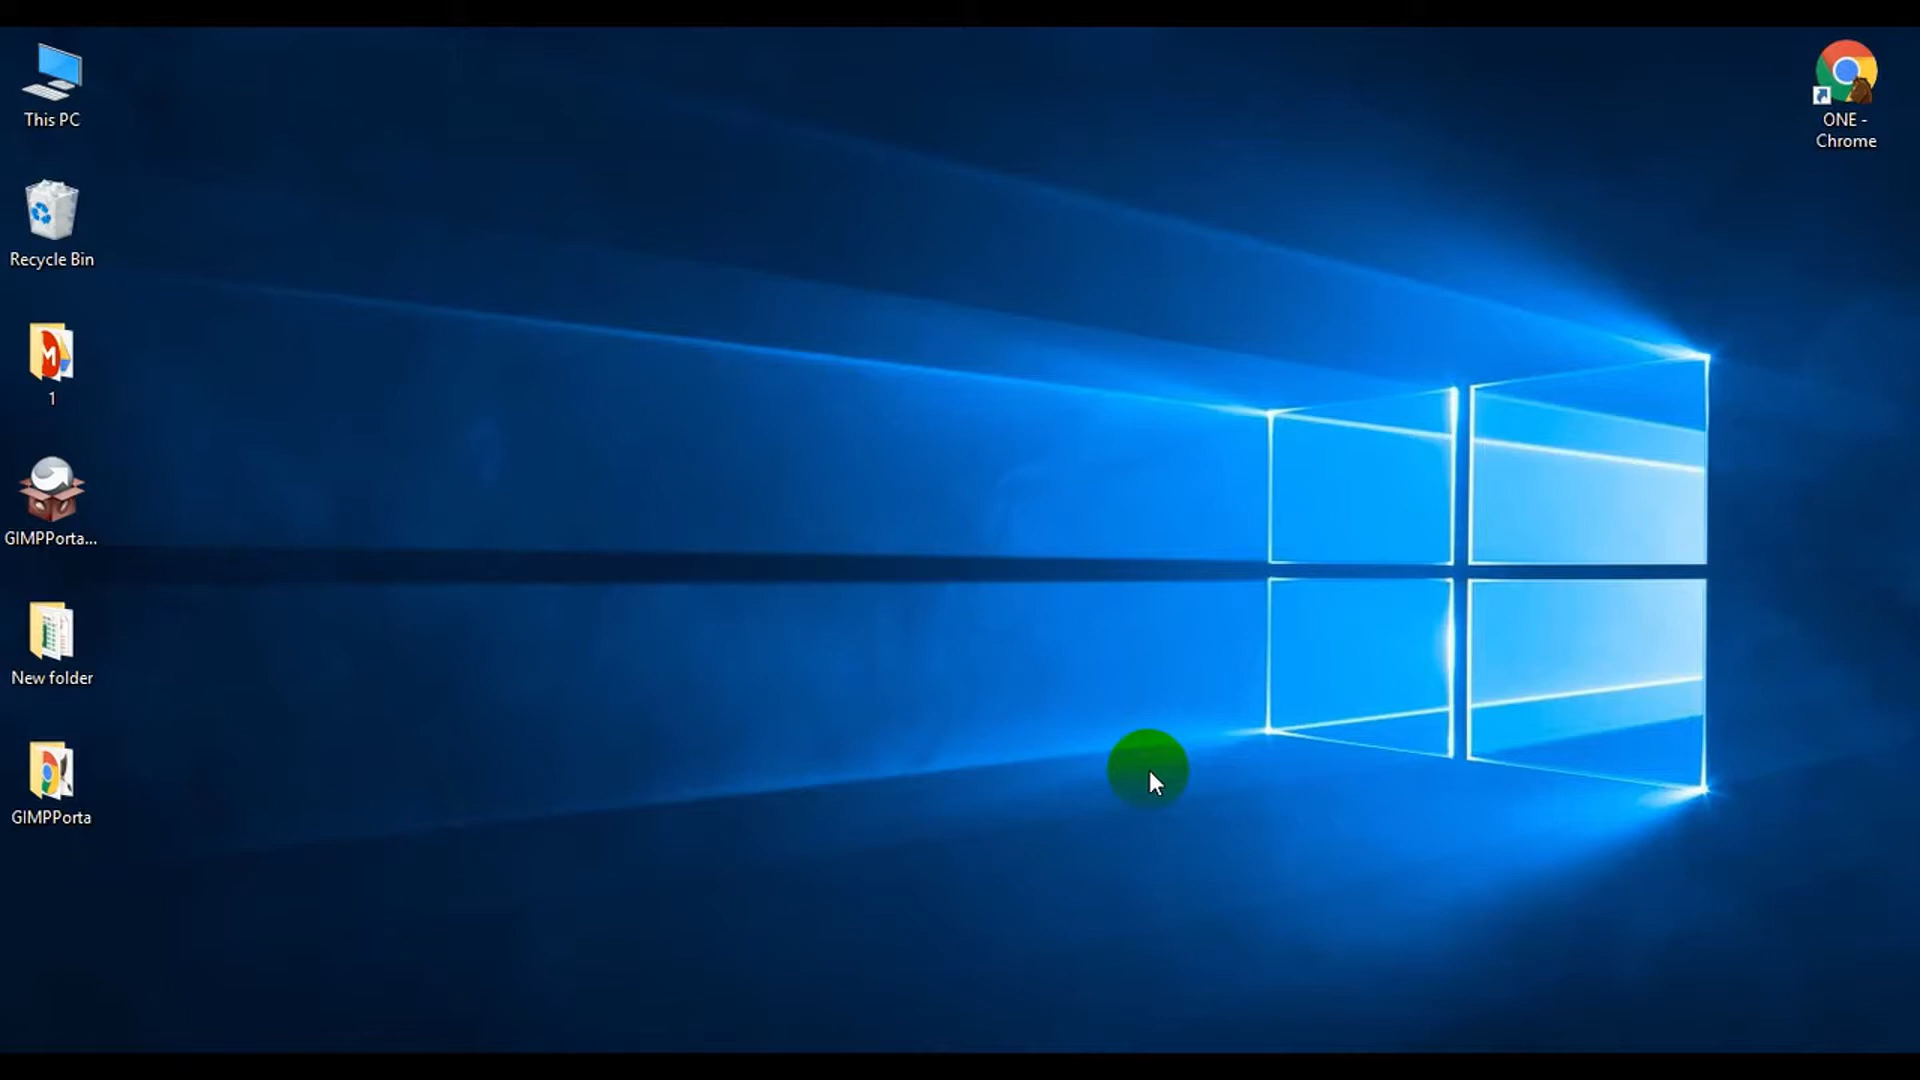 This PC
Recycle Bin
1
GIMPPorta...
New folder
GIMPPorta
ONE -
Chrome